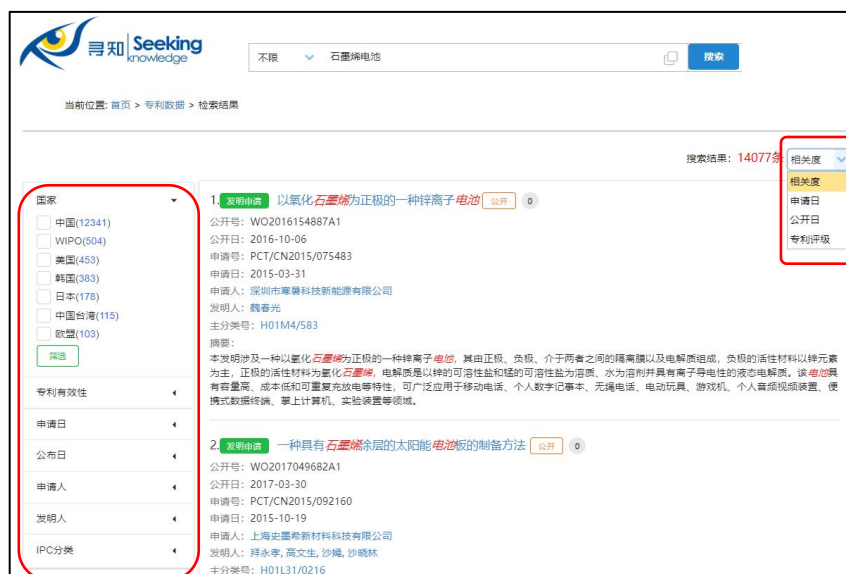 寻知 Seeking
knowledge
不限 石墨烯电池 搜索
当前位置: 首页 > 专利数据 > 检索结果
搜索结果: 14077条 相关度
相关度
申请日
公开日
专利评级
国家
中国(12341)
WIPO(504)
美国(453)
韩国(383)
日本(178)
中国台湾(115)
欧盟(103)
筛选
专利有效性
申请日
公布日
申请人
发明人
IPC分类
1. 发明申请 以氧化石墨烯为正极的一种锌离子电池 公开 0
公开号: WO2016154887A1
公开日: 2016-10-06
申请号: PCT/CN2015/075483
申请日: 2015-03-31
申请人: 深圳市寒暑科技新能源有限公司
发明人: 魏春光
主分类号: H01M4/583
摘要:
本发明涉及一种以氧化石墨烯为正极的一种锌离子电池, 其由正极、负极、介于两者之间的隔离膜以及电解质组成, 负极的活性材料以锌元素
为主, 正极的活性材料为氧化石墨烯, 电解质是以锌的可溶性盐和锰的可溶性盐为溶质、水为溶剂并具有离子导电性的液态电解质。该电池具
有容量高、成本低和可重复充放电等特性, 可广泛应用于移动电话、个人数字记事本、无绳电话、电动玩具、游戏机、个人音频视频装置、便
携式数据终端、掌上计算机、实验装置等领域。
2. 发明申请 一种具有石墨烯涂层的太阳能电池板的制备方法 公开 0
公开号: WO2017049682A1
公开日: 2017-03-30
申请号: PCT/CN2015/092160
申请日: 2015-10-19
申请人: 上海史墨希新材料科技有限公司
发明人: 拜永孝, 高文生, 沙嫣, 沙晓林
主分类号: H01L31/0216